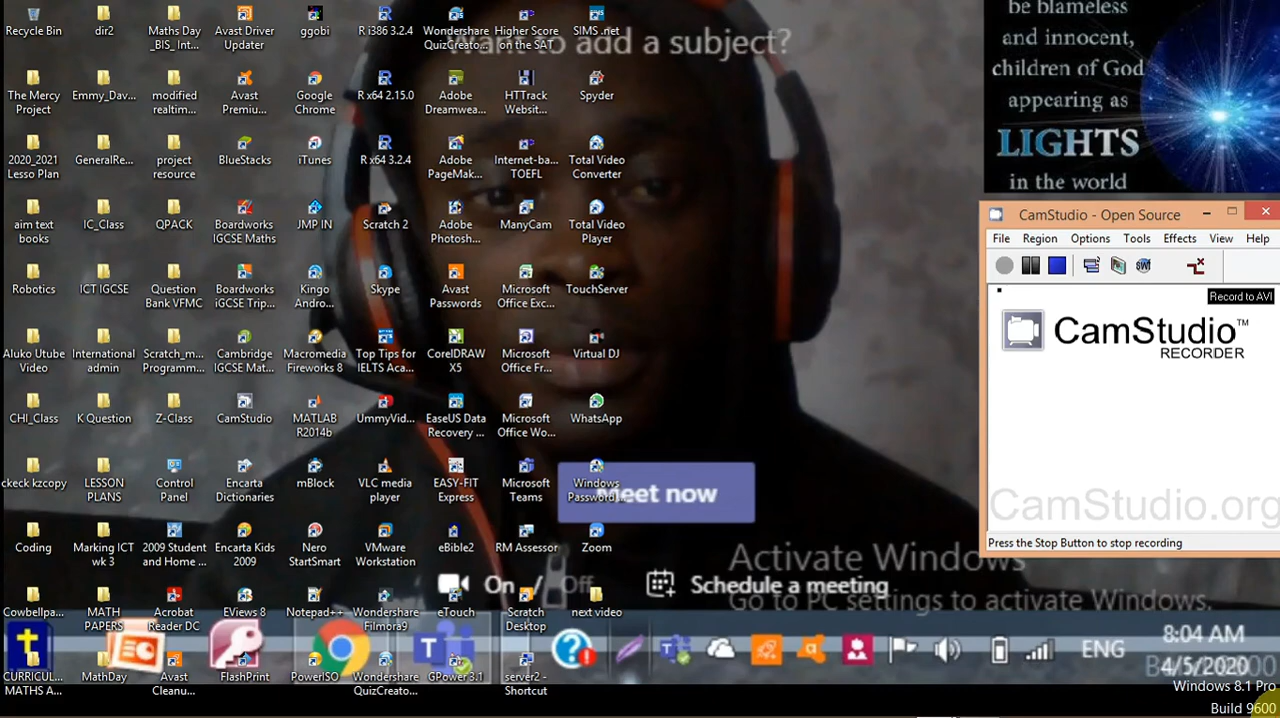 Recycle Bin
dir2
Maths Day
_BIS_Int...
Avast Driver
Updater
ggobi
R i386 3.2.4
Wondershare
QuizCreato...
Higher Score
on the SAT
SIMS .net
to add a subject?
The Mercy
Project
Emmy_Dav...
modified
realtim...
Avast
Premiu...
Google
Chrome
R x64 2.15.0
Adobe
Dreamwea...
HTTrack
Websit...
Spyder
2020_2021
Lesso Plan
GeneralRe...
project
resource
BlueStacks
iTunes
R x64 3.2.4
Adobe
PageMak...
Internet-ba...
TOEFL
Total Video
Converter
aim text
books
IC_Class
QPACK
Boardworks
IGCSE Maths
JMP IN
Scratch 2
Adobe
Photosh...
ManyCam
Total Video
Player
Robotics
ICT IGCSE
Question
Bank VFMC
Boardworks
iGCSE Trip...
Kingo
Andro...
Skype
Avast
Passwords
Microsoft
Office Exc...
TouchServer
Aluko Utube
Video
International
admin
Scratch_m...
Programm...
Cambridge
IGCSE Mat...
Macromedia
Fireworks 8
Top Tips for
IELTS Aca...
CorelDRAW
X5
Microsoft
Office Fr...
Virtual DJ
CHI_Class
K Question
Z-Class
CamStudio
MATLAB
R2014b
UmmyVid...
EaseUS Data
Recovery ...
Microsoft
Office Wo...
WhatsApp
ckeck kzcopy
LESSON
PLANS
Control
Panel
Encarta
Dictionaries
mBlock
VLC media
player
EASY-FIT
Express
Microsoft
Teams
Windows
Password...
Meet now
Coding
Marking ICT
wk 3
2009 Student
and Home ...
Encarta Kids
2009
Nero
StartSmart
VMware
Workstation
eBible2
RM Assessor
Zoom
On / Off
Schedule a meeting
Cowbellpa...
MATH
PAPERS
Acrobat
Reader DC
EViews 8
Notepad++
Wondershare
Filmora9
eTouch
Scratch
Desktop
next video
CURRICUL...
MATHS A...
MathDay
Avast
Cleanu...
FlashPrint
PowerISO
Wondershare
QuizCreato...
GPower 3.1
server2 -
Shortcut
be blameless
and innocent,
children of God
appearing as
LIGHTS
in the world
CamStudio - Open Source
File Region Options Tools Effects View Help
Record to AVI
CamStudio™
RECORDER
CamStudio.org
Press the Stop Button to stop recording
Activate Windows
Go to PC settings to activate Windows.
ENG
8:04 AM
4/5/2020
Windows 8.1 Pro
Build 9600